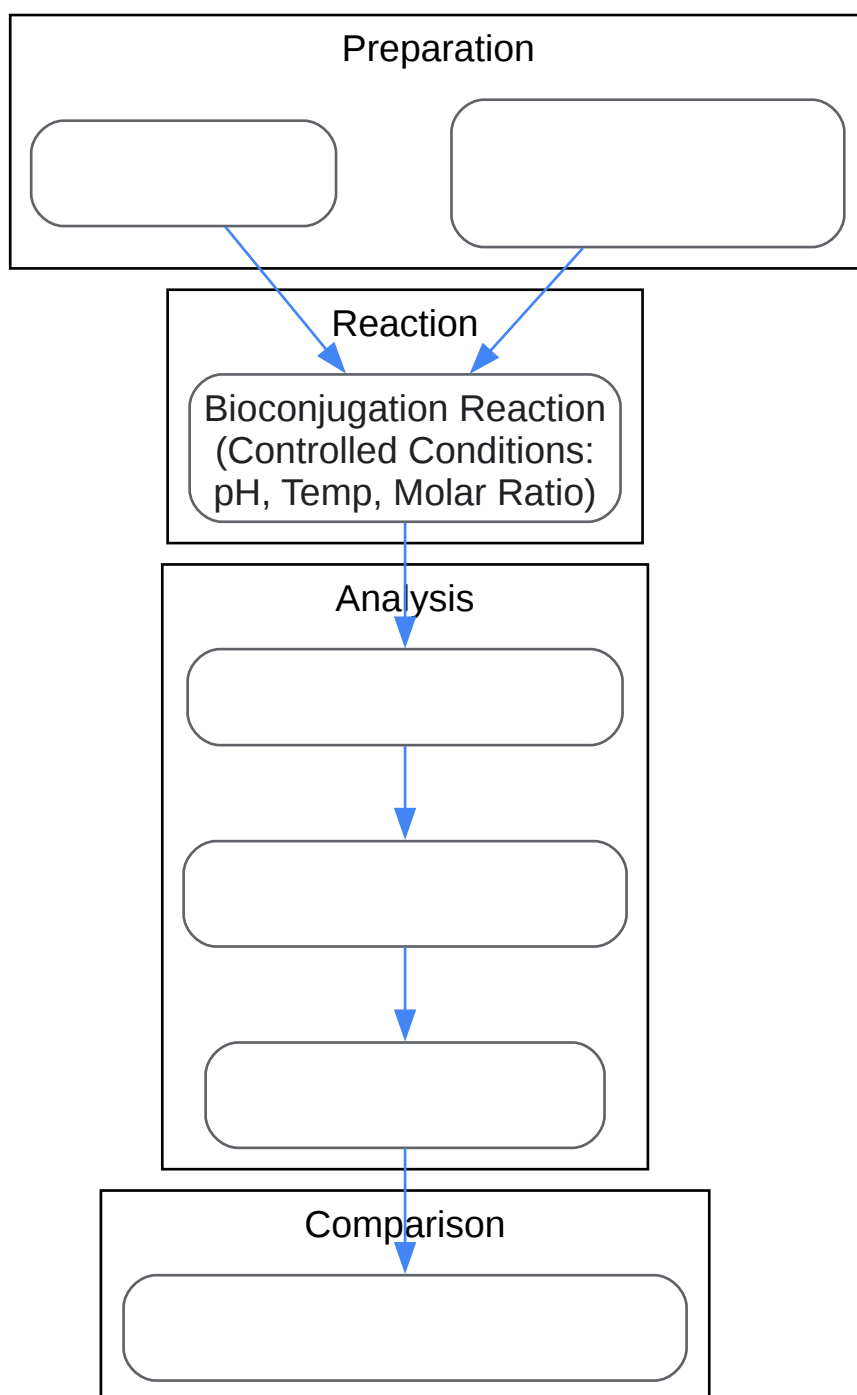 Preparation
Reaction
Bioconjugation Reaction
(Controlled Conditions:
pH, Temp, Molar Ratio)
Analysis
Comparison